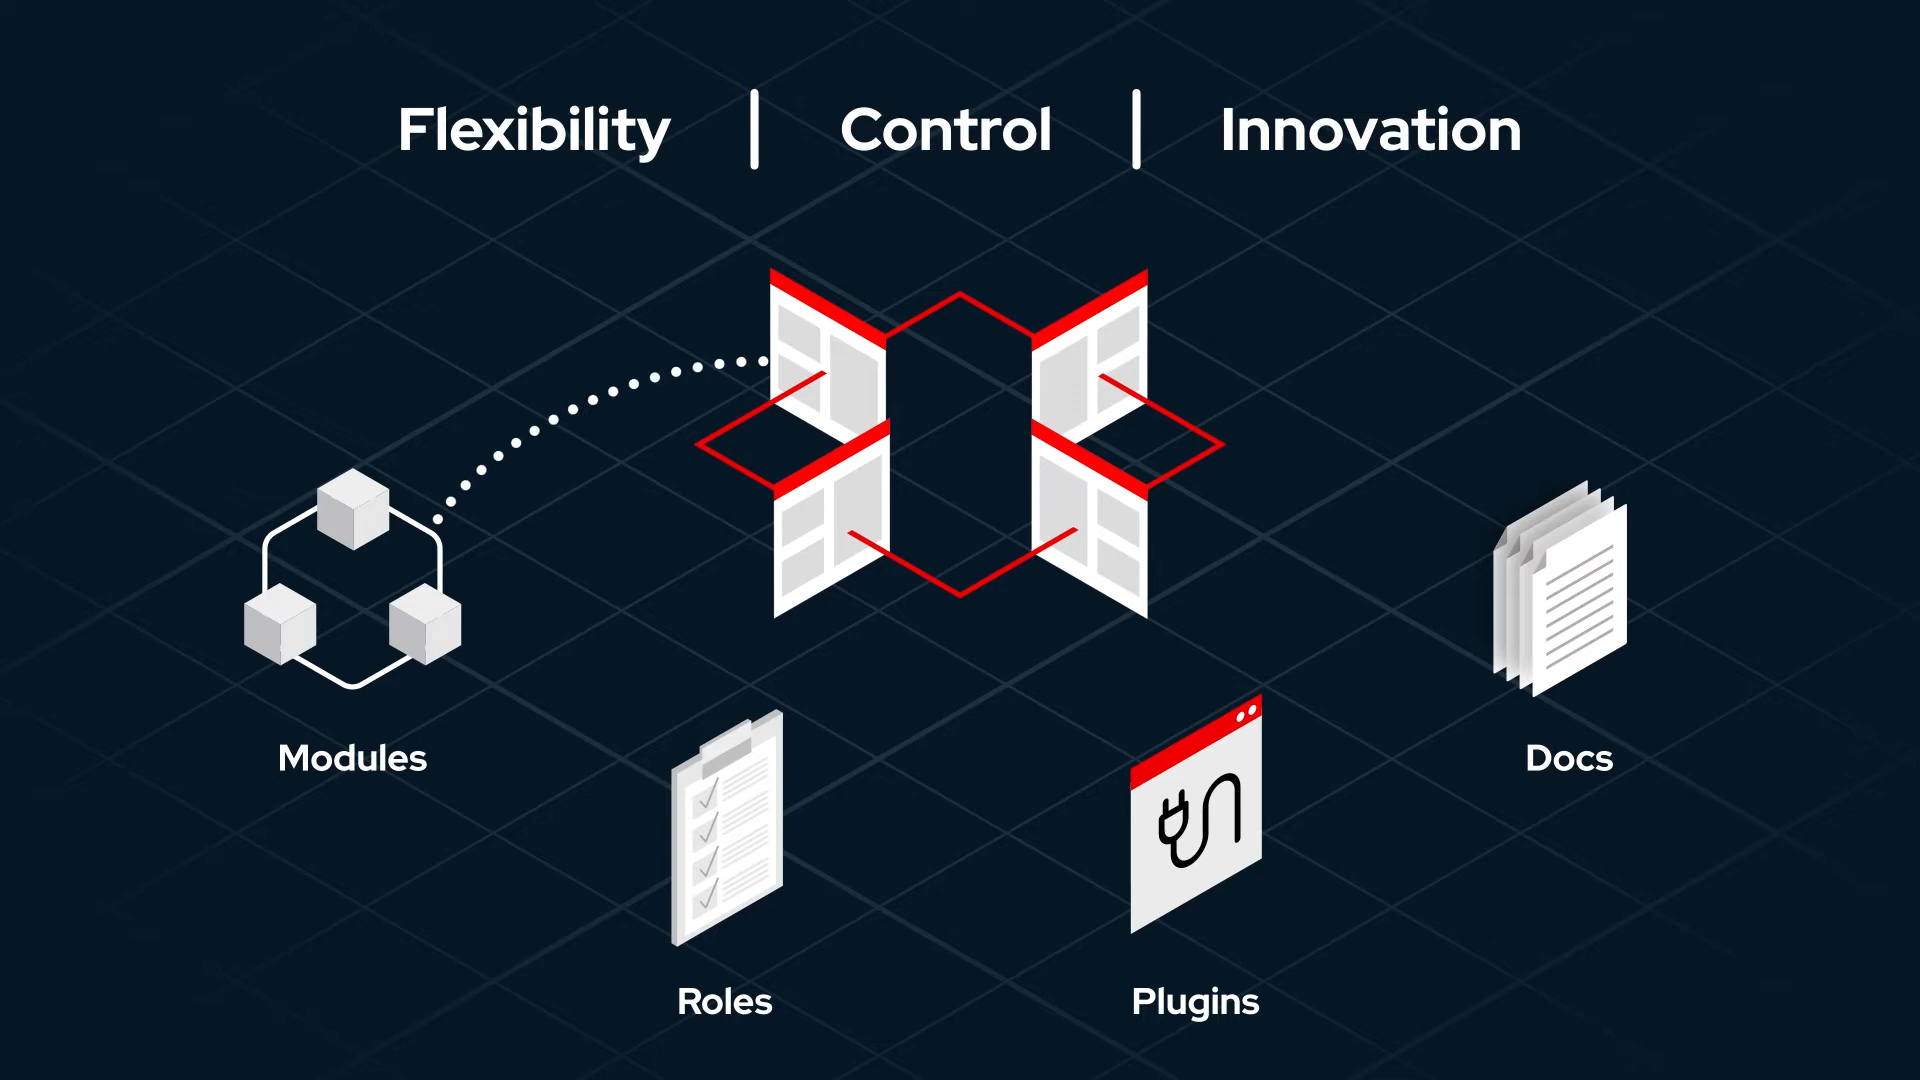 Flexibility | Control | Innovation
Modules
Docs
Roles
Plugins